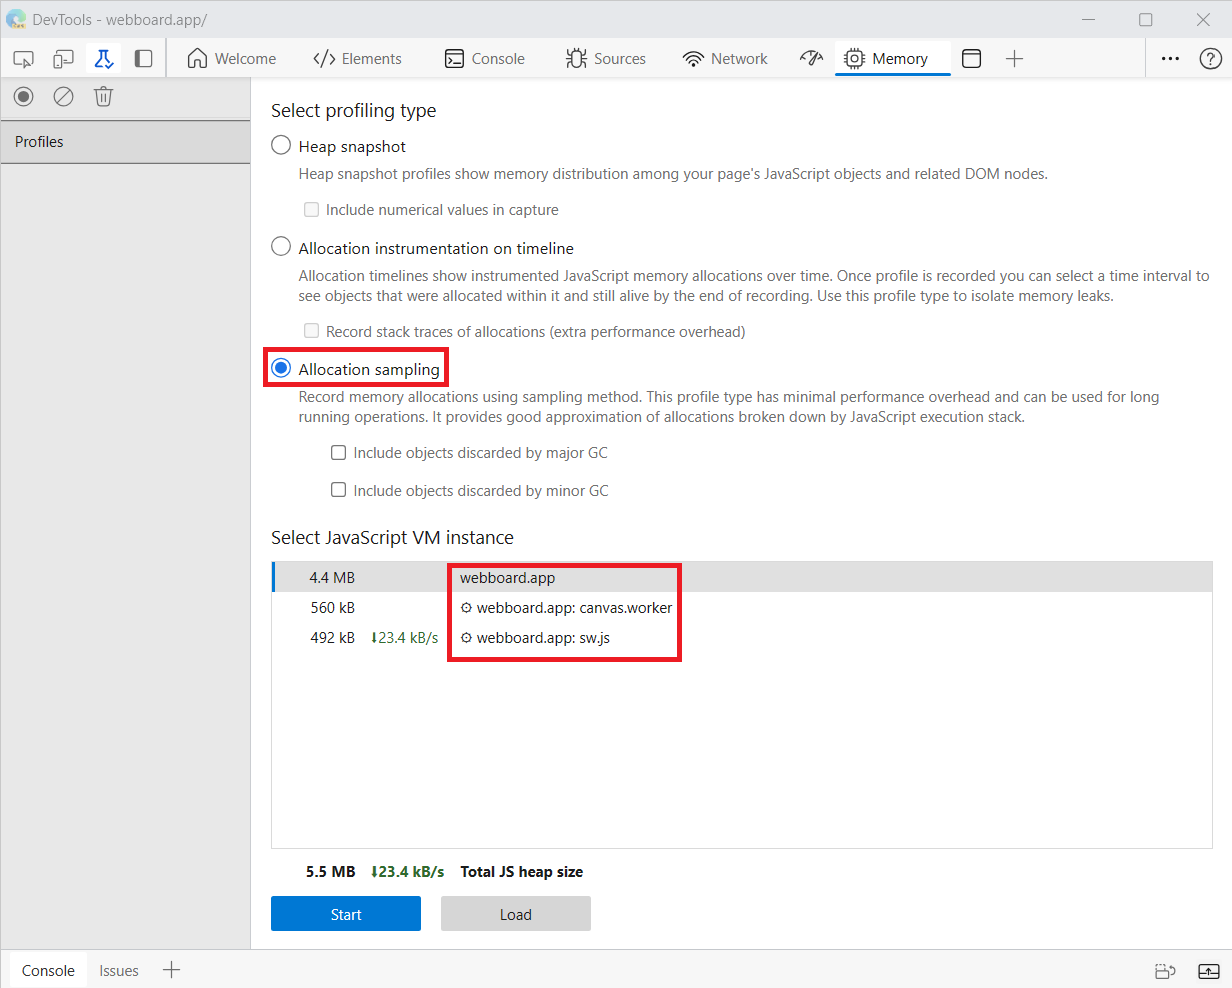 DevTools - webboard.app/
Welcome
Elements
Console
Sources
Network
Memory
Profiles
Select profiling type
Heap snapshot
Heap snapshot profiles show memory distribution among your page's JavaScript objects and related DOM nodes.
Include numerical values in capture
Allocation instrumentation on timeline
Allocation timelines show instrumented JavaScript memory allocations over time. Once profile is recorded you can select a time interval to
see objects that were allocated within it and still alive by the end of recording. Use this profile type to isolate memory leaks.
Record stack traces of allocations (extra performance overhead)
Allocation sampling
Record memory allocations using sampling method. This profile type has minimal performance overhead and can be used for long
running operations. It provides good approximation of allocations broken down by JavaScript execution stack.
Include objects discarded by major GC
Include objects discarded by minor GC
Select JavaScript VM instance
4.4 MB webboard.app
560 kB webboard.app: canvas.worker
492 kB ⬇23.4 kB/s webboard.app: sw.js
5.5 MB ⬇23.4 kB/s Total JS heap size
Start
Load
Console
Issues